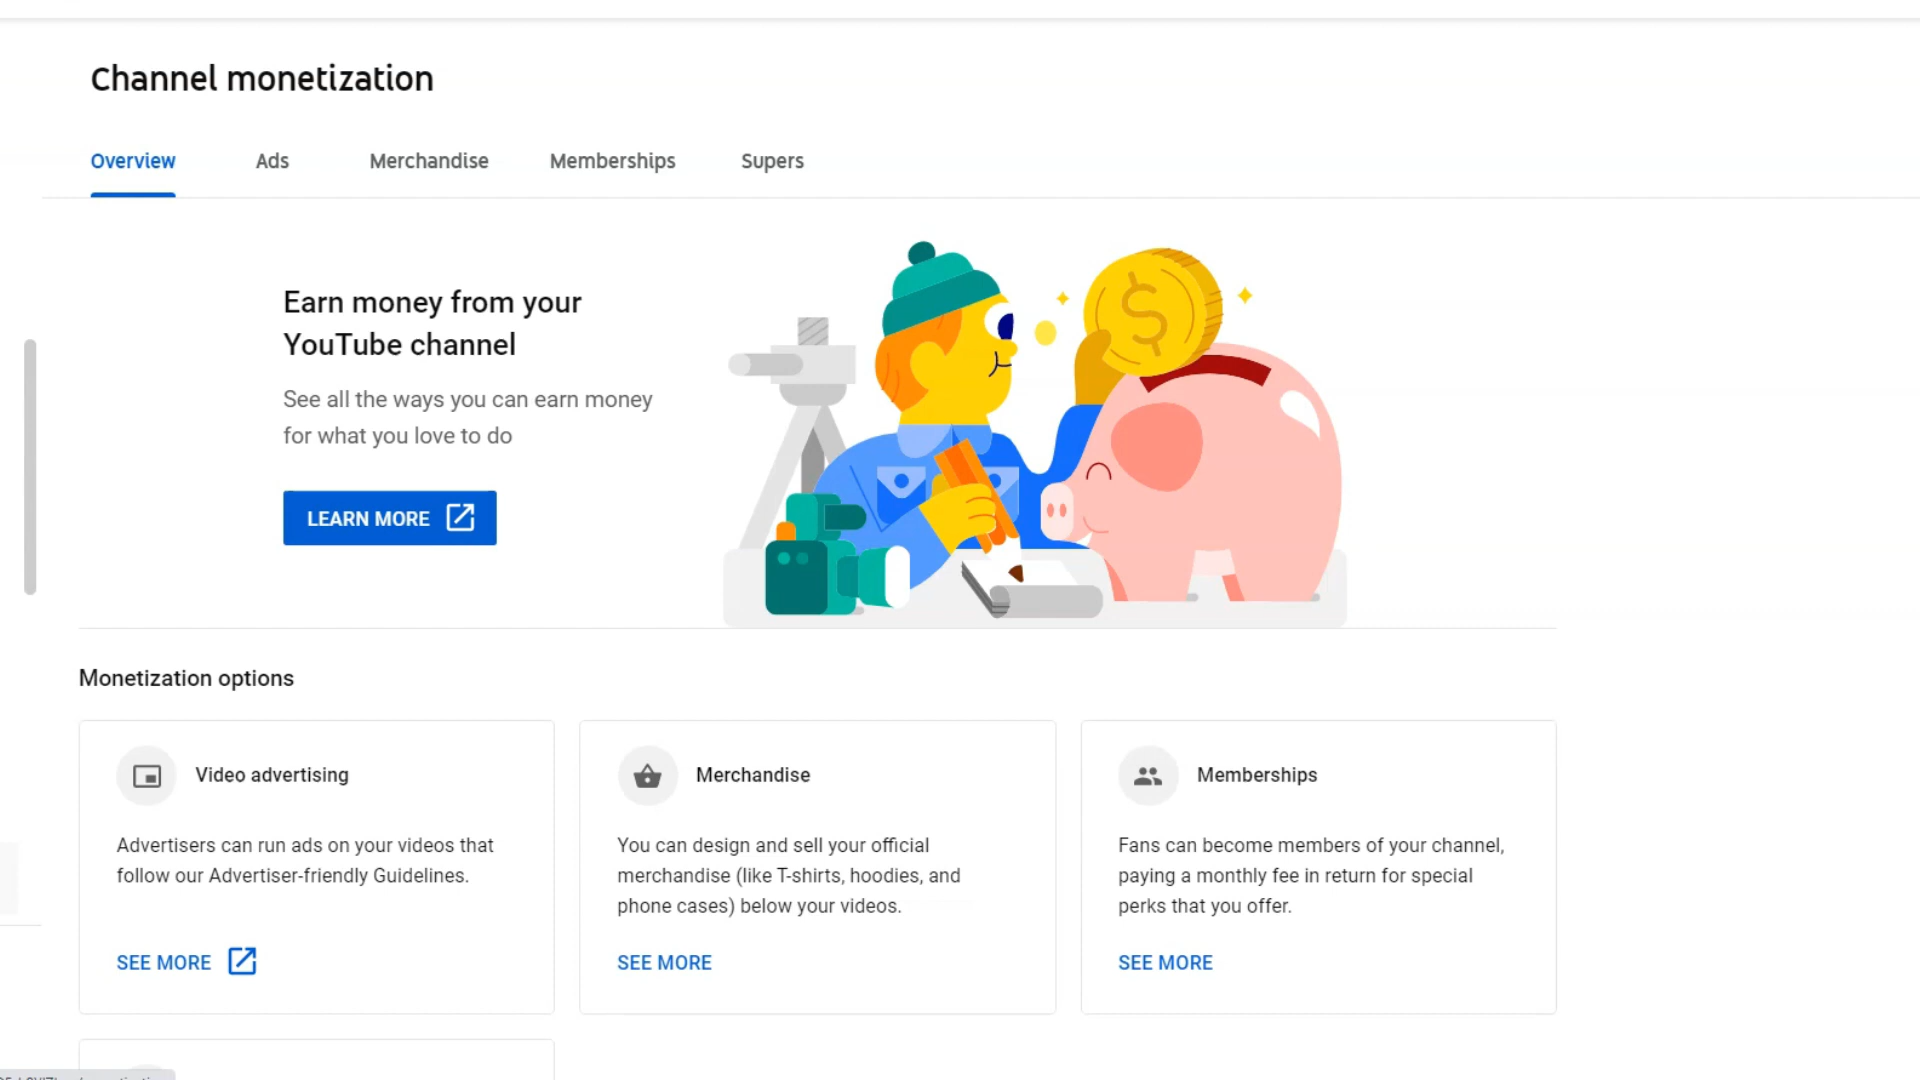 Channel monetization
Overview Ads Merchandise Memberships Supers
Earn money from your
YouTube channel
See all the ways you can earn money
for what you love to do
LEARN MORE
$
Monetization options
Video advertising
Advertisers can run ads on your videos that
follow our Advertiser-friendly Guidelines.
SEE MORE
Merchandise
You can design and sell your official
merchandise (like T-shirts, hoodies, and
phone cases) below your videos.
SEE MORE
Memberships
Fans can become members of your channel,
paying a monthly fee in return for special
perks that you offer.
SEE MORE